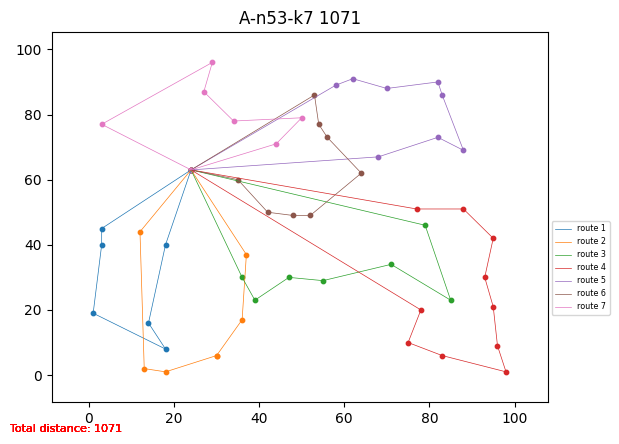 A-n53-k7 1071
100
80
60
40
20
0
0 20 40 60 80 100
route 1
route 2
route 3
route 4
route 5
route 6
route 7
Total distance: 1071